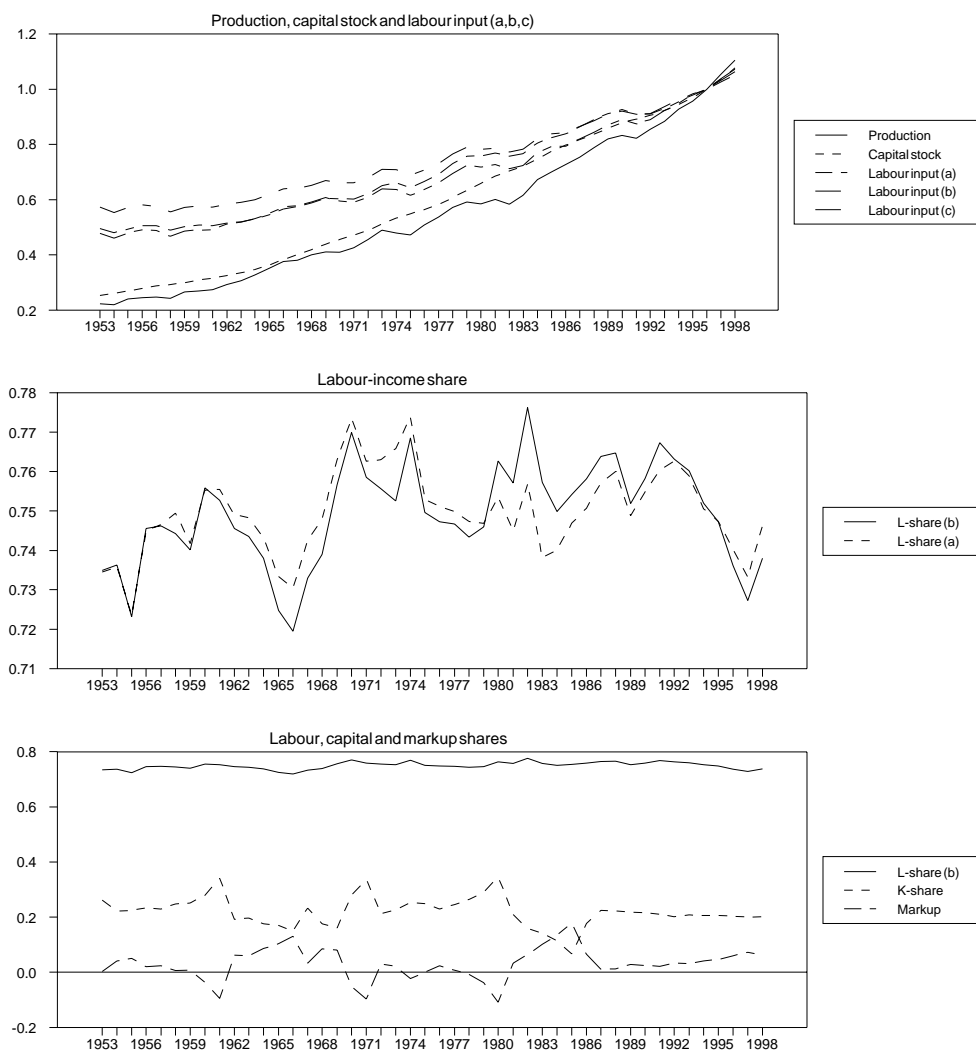 Production, capital stock and labour input (a,b,c)
1.2
1.0
0.8
0.6
0.4
0.2
1953 1956 1959 1962 1965 1968 1971 1974 1977 1980 1983 1986 1989 1992 1995 1998
Production
Capital stock
Labour input (a)
Labour input (b)
Labour input (c)
Labour-income share
0.78
0.77
0.76
0.75
0.74
0.73
0.72
0.71
1953 1956 1959 1962 1965 1968 1971 1974 1977 1980 1983 1986 1989 1992 1995 1998
L-share (b)
L-share (a)
Labour, capital and markup shares
0.8
0.6
0.4
0.2
0.0
-0.2
1953 1956 1959 1962 1965 1968 1971 1974 1977 1980 1983 1986 1989 1992 1995 1998
L-share (b)
K-share
Markup